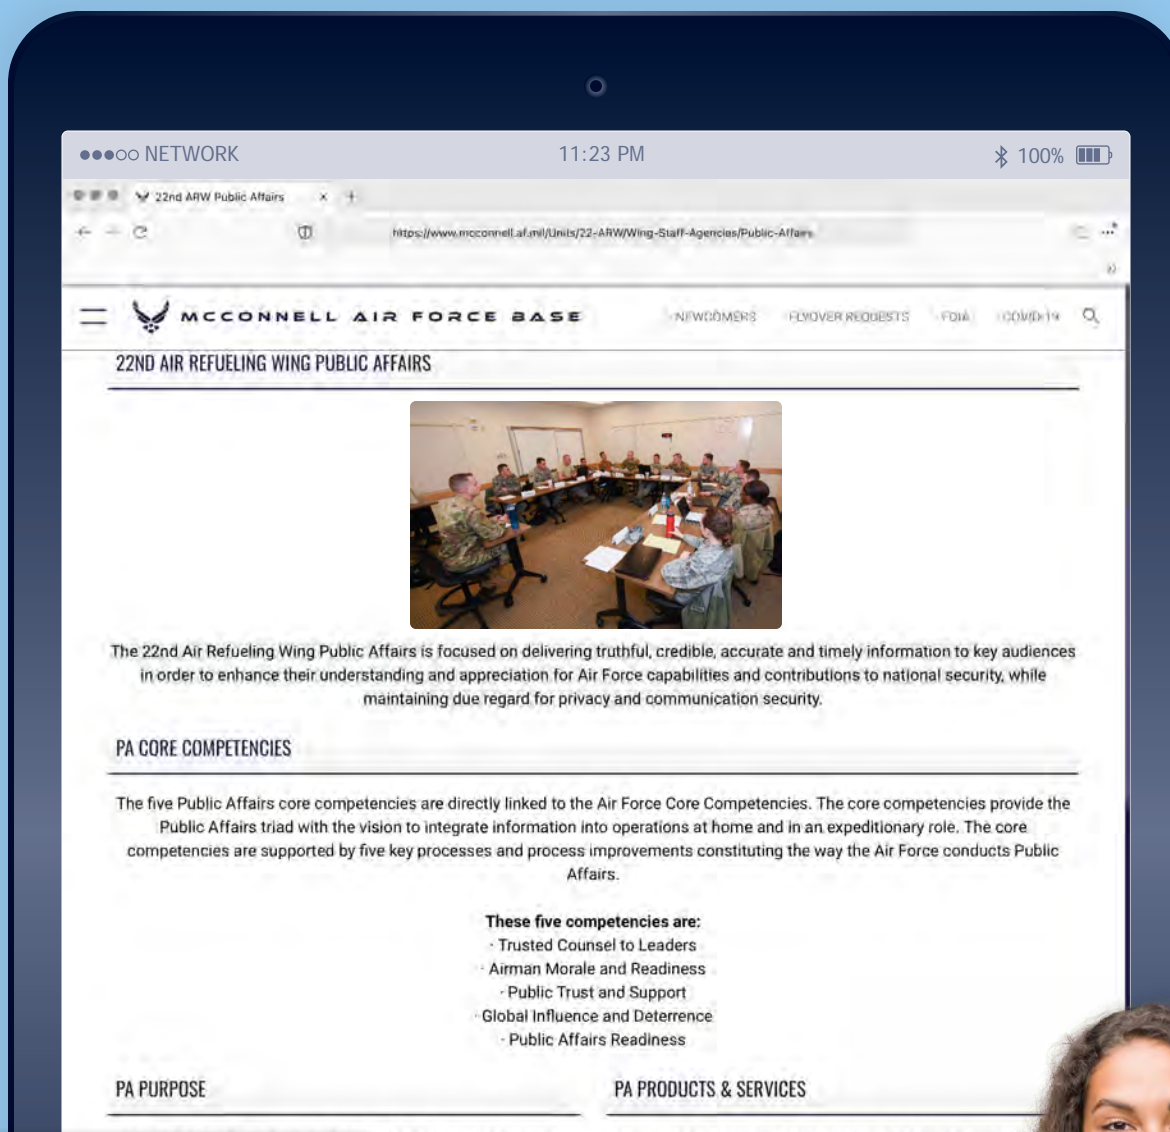 NETWORK 11:23 PM 100%
22nd ARW Public Affairs × +
https://www.mcconnell.af.mil/Units/22-ARW/Wing-Staff-Agencies/Public-Affairs
MCCONNELL AIR FORCE BASE NEWCOMERS FLYOVER REQUESTS FOIA COVID-19
22ND AIR REFUELING WING PUBLIC AFFAIRS
The 22nd Air Refueling Wing Public Affairs is focused on delivering truthful, credible, accurate and timely information to key audiences
in order to enhance their understanding and appreciation for Air Force capabilities and contributions to national security, while
maintaining due regard for privacy and communication security.
PA CORE COMPETENCIES
The five Public Affairs core competencies are directly linked to the Air Force Core Competencies. The core competencies provide the
Public Affairs triad with the vision to integrate information into operations at home and in an expeditionary role. The core
competencies are supported by five key processes and process improvements constituting the way the Air Force conducts Public
Affairs.
These five competencies are:
· Trusted Counsel to Leaders
· Airman Morale and Readiness
· Public Trust and Support
· Global Influence and Deterrence
· Public Affairs Readiness
PA PURPOSE PA PRODUCTS & SERVICES